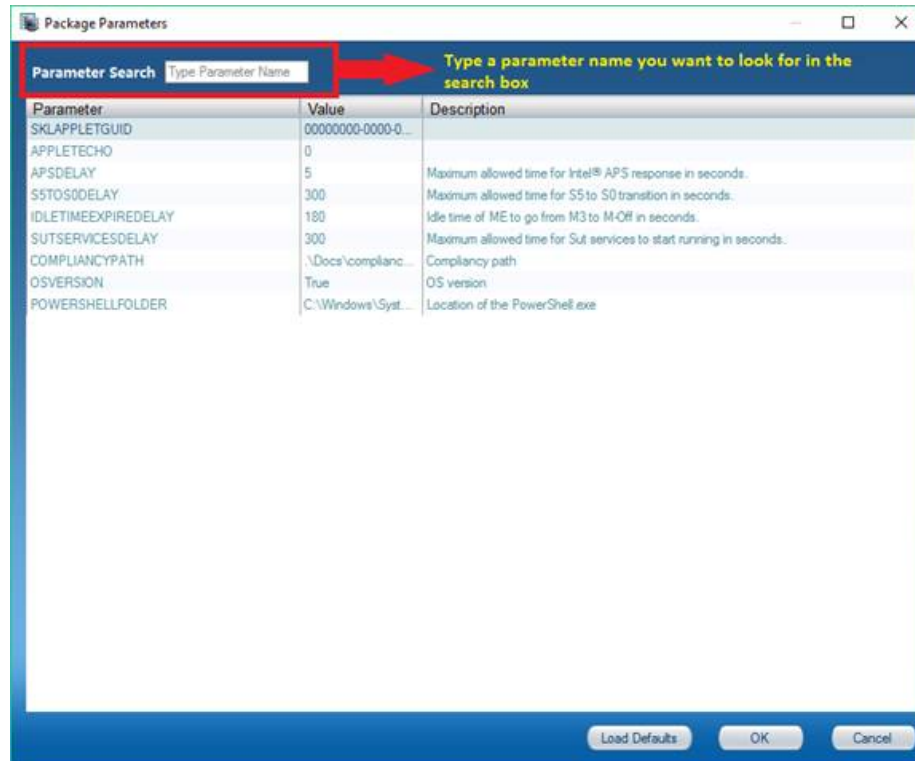 Package Parameters
Parameter Search Type Parameter Name
Type a parameter name you want to look for in the
search box
Parameter Value Description
SKLAPPLETGUID 00000000-0000-0...
APPLETECHO 0
APSDELAY 5 Maximum allowed time for Intel® APS response in seconds.
S5TOS0DELAY 300 Maximum allowed time for S5 to S0 transition in seconds.
IDLETIMEEXPIREDELAY 180 Idle time of ME to go from M3 to M-Off in seconds.
SUTSERVICESDELAY 300 Maximum allowed time for Sut services to start running in seconds.
COMPLIANCYPATH .\Docs\complianc... Compliancy path
OSVERSION True OS version
POWERSHELLFOLDER C:\Windows\Syst... Location of the PowerShell.exe
Load Defaults OK Cancel